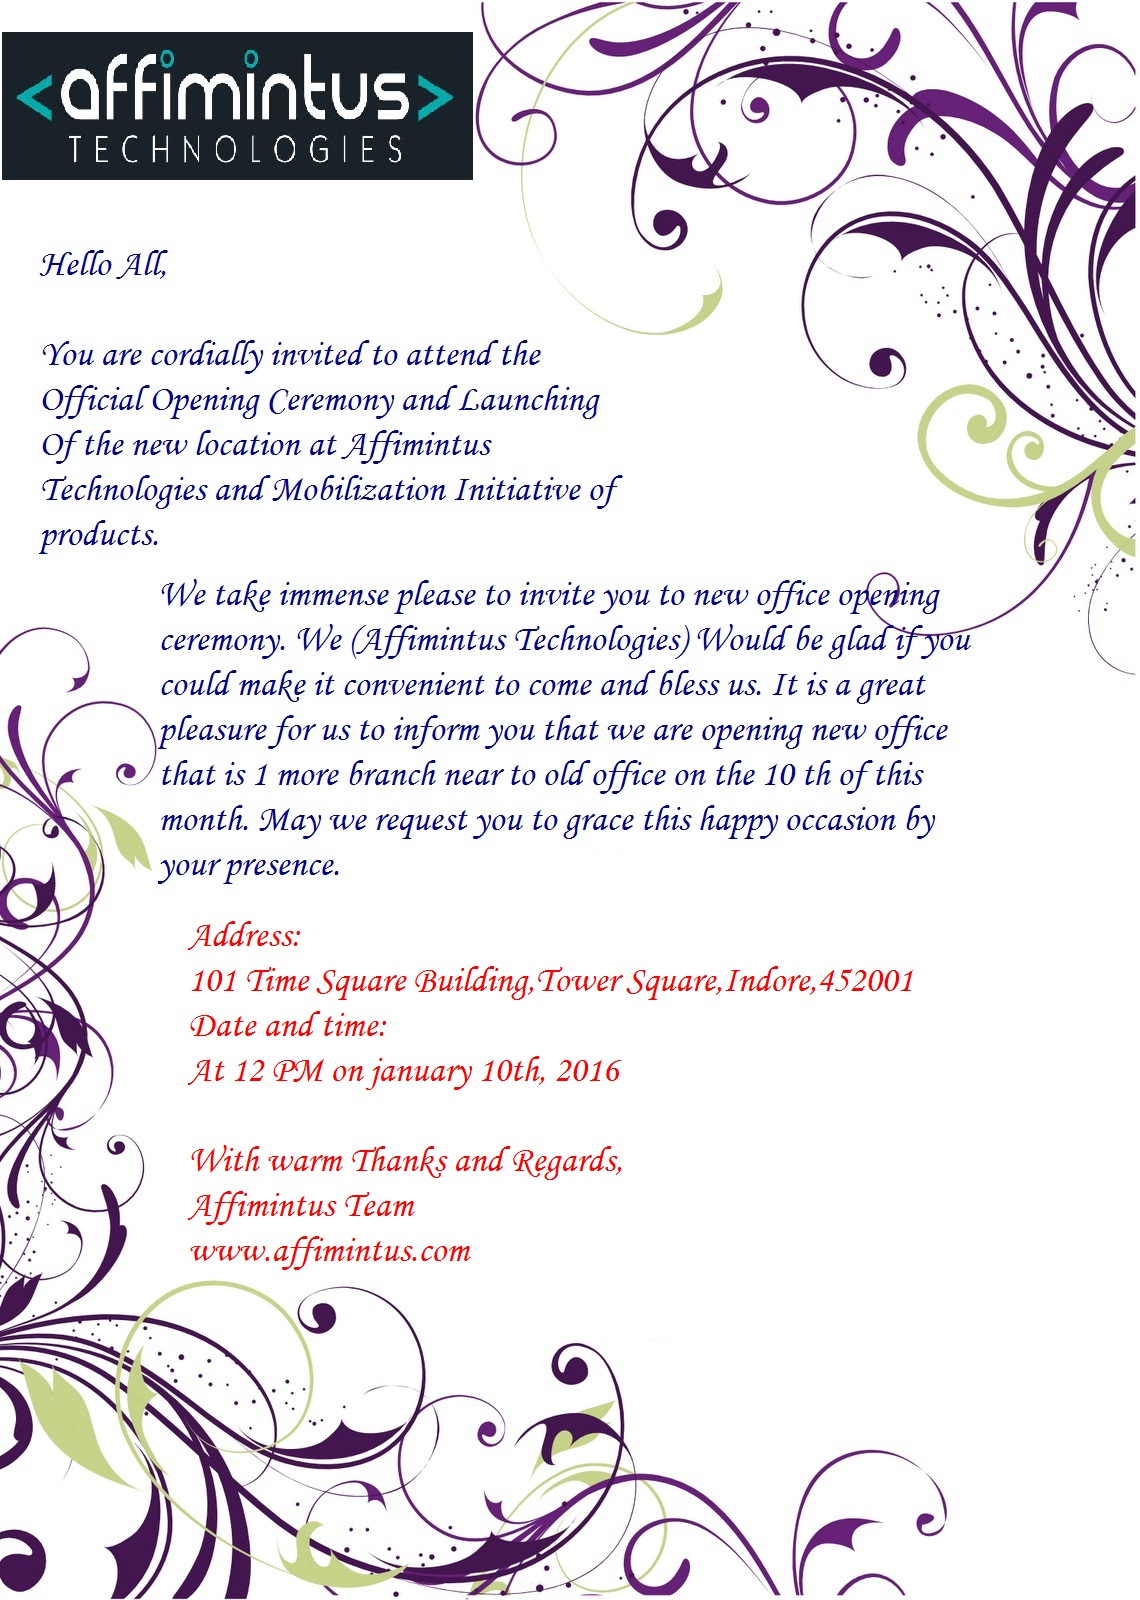 <affimintus>
TECHNOLOGIES
Hello All,
You are cordially invited to attend the
Official Opening Ceremony and Launching
Of the new location at Affimintus
Technologies and Mobilization Initiative of
products.
We take immense please to invite you to new office opening
ceremony. We (Affimintus Technologies) Would be glad if you
could make it convenient to come and bless us. It is a great
pleasure for us to inform you that we are opening new office
that is 1 more branch near to old office on the 10 th of this
month. May we request you to grace this happy occasion by
your presence.
Address:
101 Time Square Building,Tower Square,Indore,452001
Date and time:
At 12 PM on january 10th, 2016
With warm Thanks and Regards,
Affimintus Team
www.affimintus.com